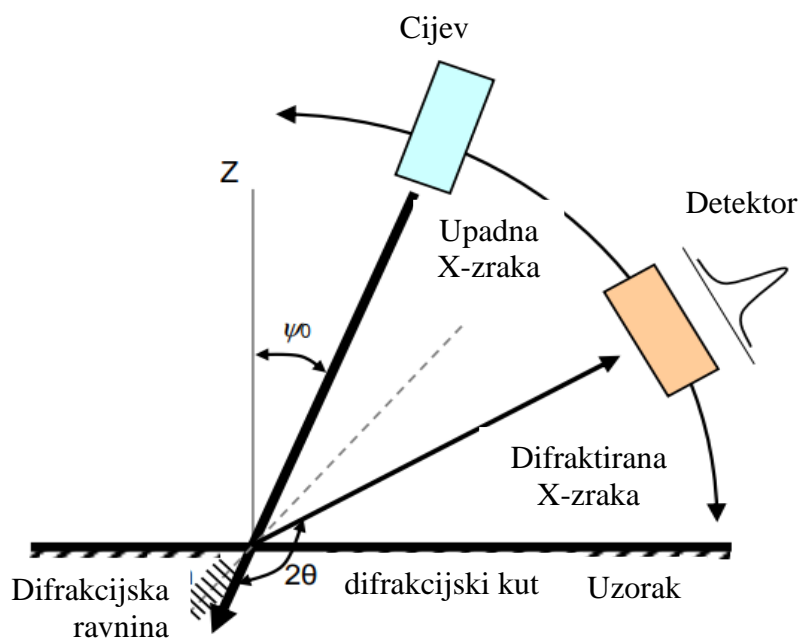 Cijev
Z
Detektor
Upadna
X-zraka
ψ0
Difraktirana
X-zraka
2θ
difrakcijski kut
Uzorak
Difrakcijska
ravnina